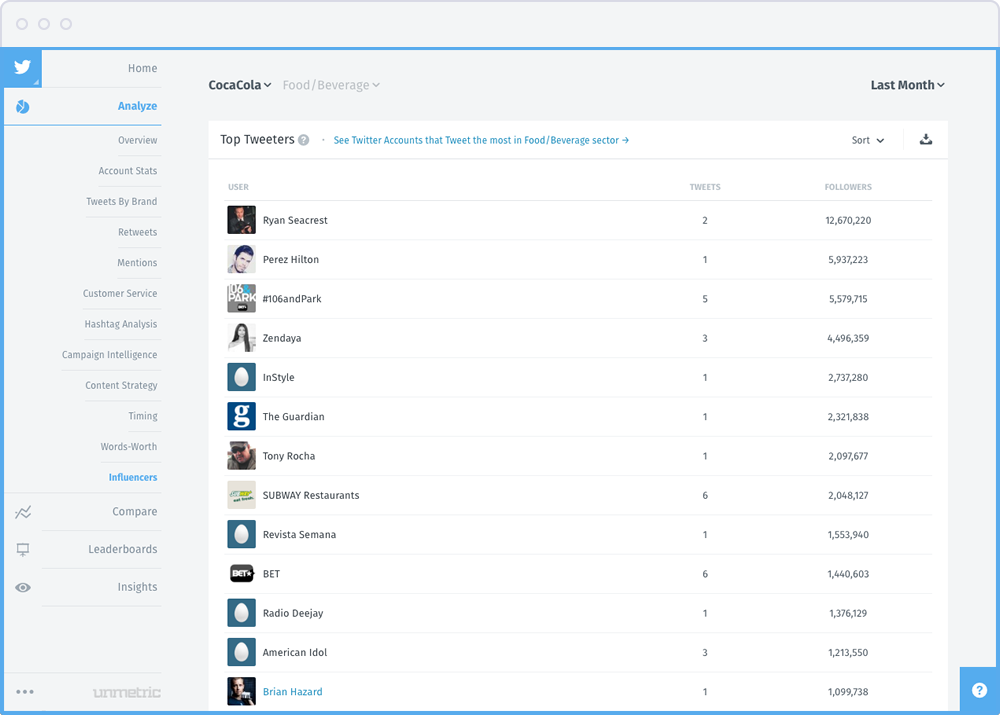 Home
CocaCola Food/Beverage Last Month
Analyze
Overview
Account Stats
Tweets By Brand
Retweets
Mentions
Customer Service
Hashtag Analysis
Campaign Intelligence
Content Strategy
Timing
Words-Worth
Influencers
Compare
Leaderboards
Insights
unmetric
Top Tweeters ? · See Twitter Accounts that Tweet the most in Food/Beverage sector → Sort
USER TWEETS FOLLOWERS
Ryan Seacrest 2 12,670,220
Perez Hilton 1 5,937,223
106 & PARK BET #106andPark 5 5,579,715
Zendaya 3 4,496,359
InStyle 1 2,737,280
g The Guardian 1 2,321,838
Tony Rocha 1 2,097,677
SUBWAY Restaurants 6 2,048,127
Revista Semana 1 1,553,940
BET★ BET 6 1,440,603
Radio Deejay 1 1,376,129
American Idol 3 1,213,550
Brian Hazard 1 1,099,738
?